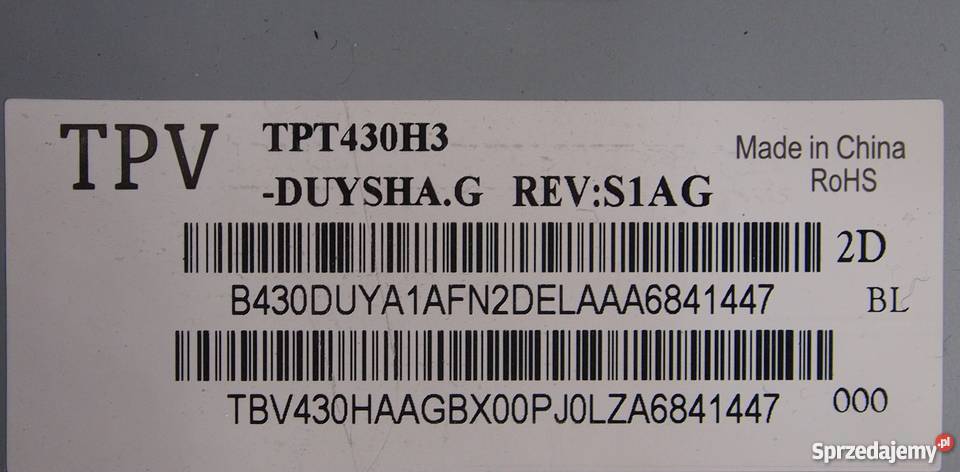 TPV
TPT430H3
-DUYSHA.G REV:S1AG
Made in China
RoHS
2D
B430DUYA1AFN2DELAAA6841447
BL
TBV430HAAGBX00PJ0LZA6841447
000
Sprzedajemy.pl